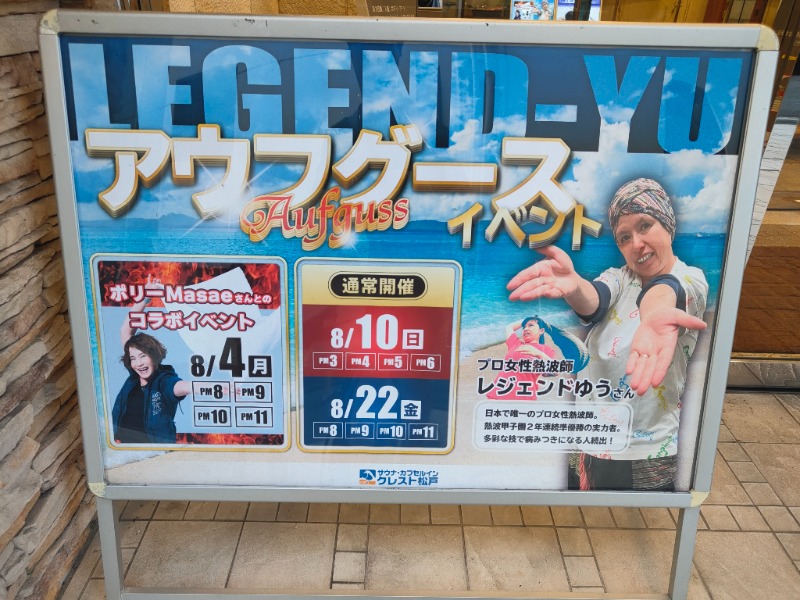 LEGEND-YU
アウフグース
Aufguss
イベント
ポリーMasaeさんとの
コラボイベント
8/4月
PM8 PM9
PM10 PM11
通常開催
8/10日
PM3 PM4 PM5 PM6
8/22金
PM8 PM9 PM10 PM11
プロ女性熱波師
レジェンドゆうさん
日本で唯一のプロ女性熱波師。
熱波甲子園2年連続準優勝の実力者。
多彩な技で病みつきになる人続出！
サウナ・カプセルイン
クレスト松戸